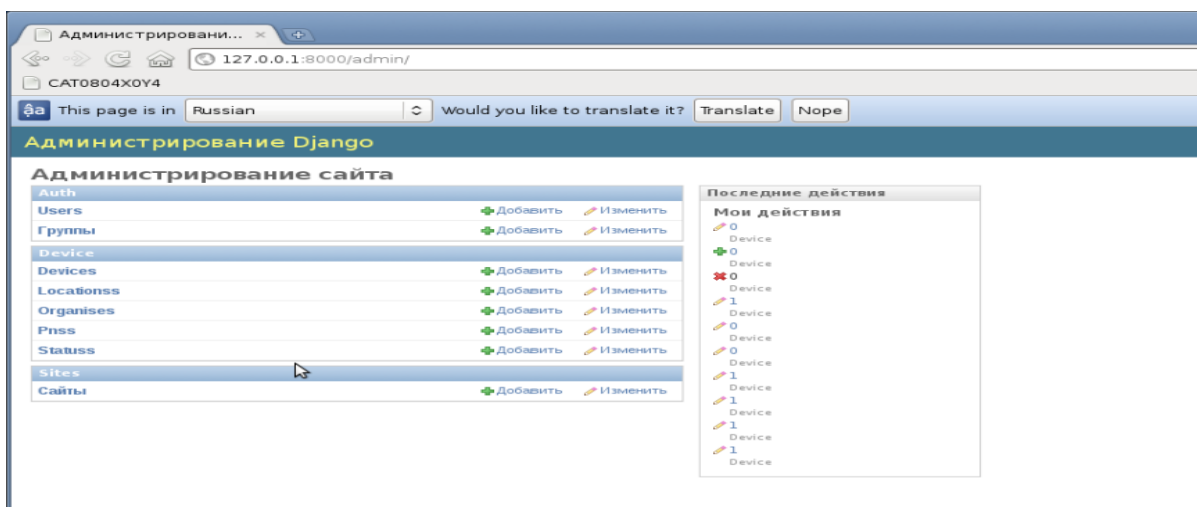 Администрировани...
127.0.0.1:8000/admin/
CAT0804X0Y4
This page is in Russian Would you like to translate it? Translate Nope
Администрирование Django
Администрирование сайта
Auth
Users Добавить Изменить
Группы Добавить Изменить
Device
Devices Добавить Изменить
Locationss Добавить Изменить
Organises Добавить Изменить
Pnss Добавить Изменить
Statuss Добавить Изменить
Sites
Сайты Добавить Изменить
Последние действия
Мои действия
0
Device
0
Device
0
Device
1
Device
0
Device
0
Device
1
Device
1
Device
1
Device
1
Device